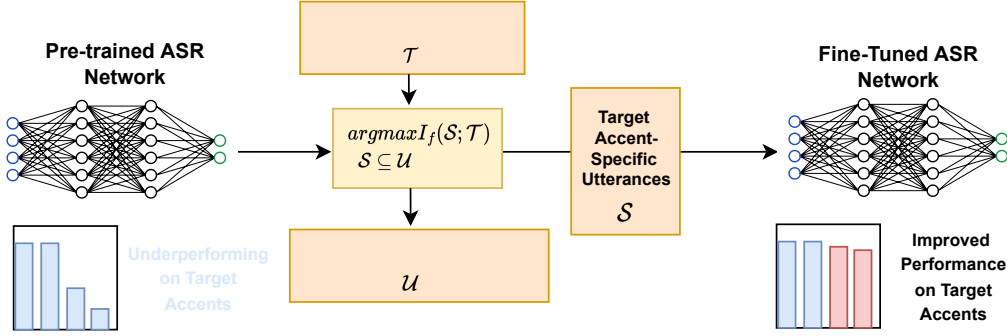 Pre-trained ASR
Network
𝒯
argmaxI_f(𝒮;𝒯)
𝒮 ⊆ 𝒰
𝒰
Target
Accent-
Specific
Utterances
𝒮
Fine-Tuned ASR
Network
Underperforming
on Target
Accents
Improved
Performance
on Target
Accents